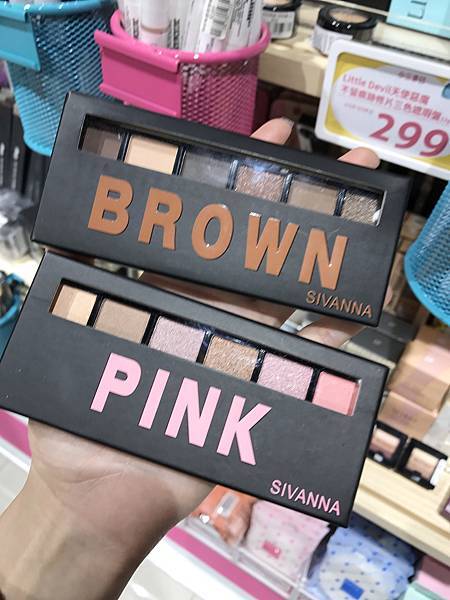 Little Devil天使惡魔
299
BROWN
SIVANNA
PINK
SIVANNA